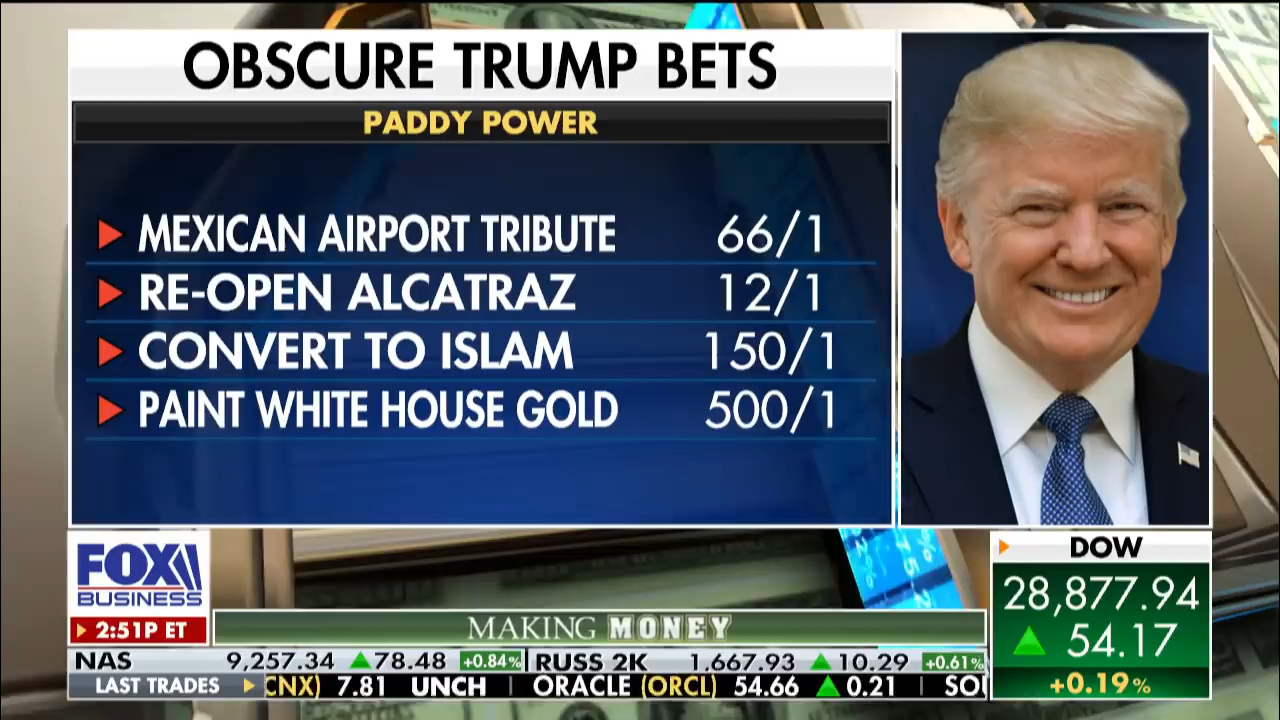 OBSCURE TRUMP BETS
PADDY POWER
MEXICAN AIRPORT TRIBUTE 66/1
RE-OPEN ALCATRAZ 12/1
CONVERT TO ISLAM 150/1
PAINT WHITE HOUSE GOLD 500/1
FOX
BUSINESS
2:51P ET
MAKING MONEY
DOW
28,877.94
54.17
+0.19%
NAS 9,257.34 78.48 +0.84% RUSS 2K 1,667.93 10.29 +0.61%
LAST TRADES CNX) 7.81 UNCH ORACLE (ORCL) 54.66 0.21